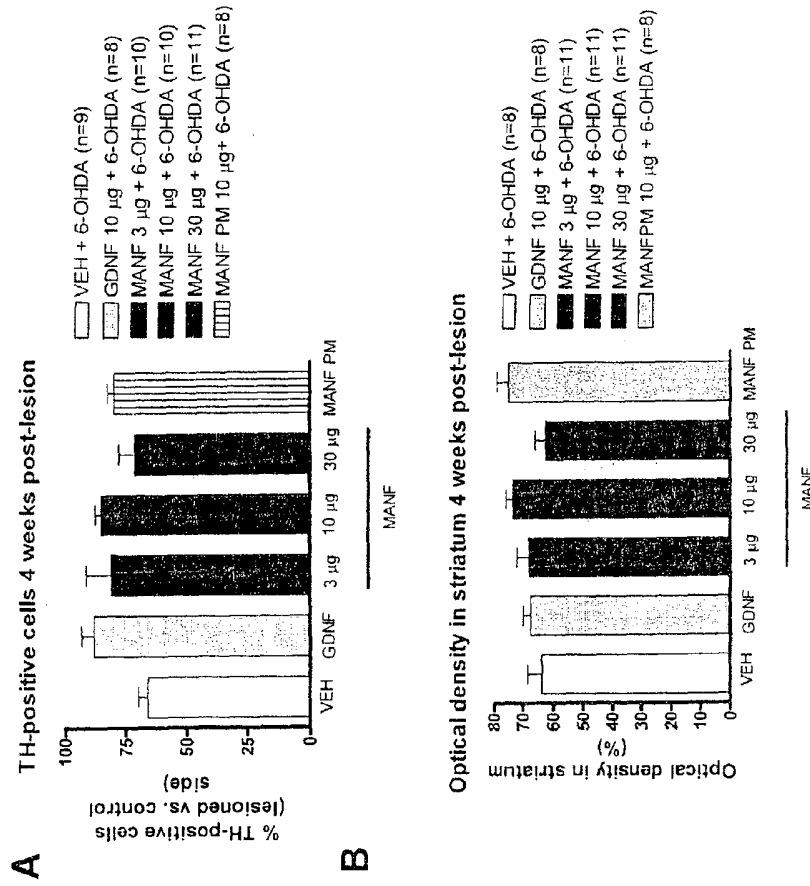 A
TH-positive cells 4 weeks post-lesion
% TH-positive cells
(lesioned vs. control
side)
100
75
50
25
0
VEH
GDNF
3 µg
10 µg
30 µg
MANF PM
MANF
VEH + 6-OHDA (n=9)
GDNF 10 µg + 6-OHDA (n=8)
MANF 3 µg + 6-OHDA (n=10)
MANF 10 µg + 6-OHDA (n=10)
MANF 30 µg + 6-OHDA (n=11)
MANF PM 10 µg+ 6-OHDA (n=8)
B
Optical density in striatum 4 weeks post-lesion
Optical density in striatum
(%)
80
70
60
50
40
30
20
10
0
VEH
GDNF
3 µg
10 µg
30 µg
MANF PM
MANF
VEH + 6-OHDA (n=8)
GDNF 10 µg + 6-OHDA (n=8)
MANF 3 µg + 6-OHDA (n=11)
MANF 10 µg + 6-OHDA (n=11)
MANF 30 µg + 6-OHDA (n=11)
MANFPM 10 µg + 6-OHDA (n=8)